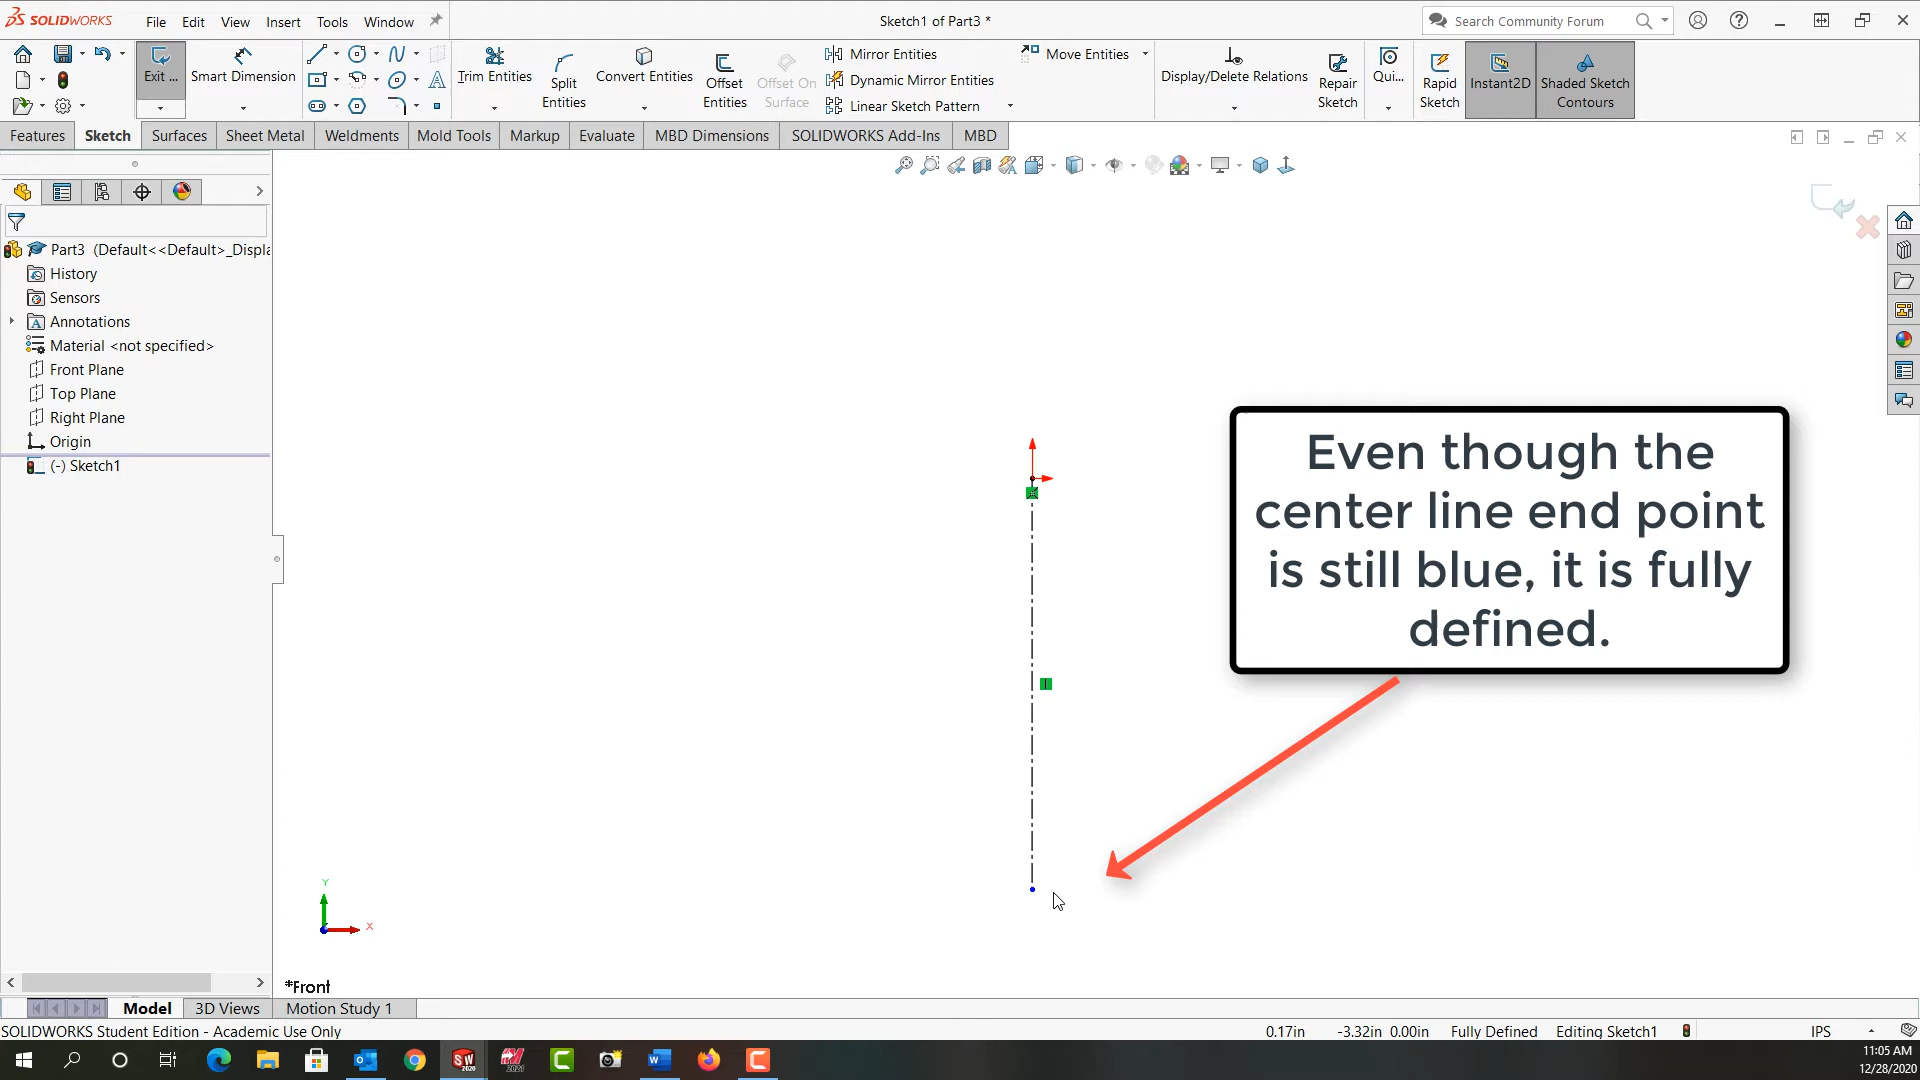 SOLIDWORKS File Edit View Insert Tools Window Sketch1 of Part3 * Search Community Forum
Exit ... Smart Dimension Trim Entities Split Entities Convert Entities Offset Entities Offset On Surface Mirror Entities Dynamic Mirror Entities Linear Sketch Pattern Move Entities Display/Delete Relations Repair Sketch Qui... Rapid Sketch Instant2D Shaded Sketch Contours
Features Sketch Surfaces Sheet Metal Weldments Mold Tools Markup Evaluate MBD Dimensions SOLIDWORKS Add-Ins MBD
Part3 (Default<<Default>_Displa
History
Sensors
Annotations
Material <not specified>
Front Plane
Top Plane
Right Plane
Origin
(-) Sketch1
Even though the
center line end point
is still blue, it is fully
defined.
Y
X
*Front
Model 3D Views Motion Study 1
SOLIDWORKS Student Edition - Academic Use Only 0.17in -3.32in 0.00in Fully Defined Editing Sketch1 IPS
11:05 AM
12/28/2020